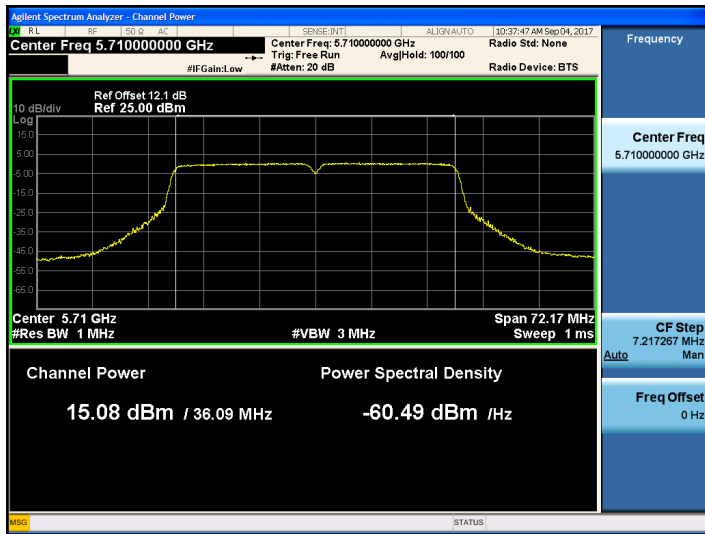 Agilent Spectrum Analyzer - Channel Power
LXI RL RF 50 Ω AC SENSE:INT ALIGN AUTO 10:37:47 AM Sep 04, 2017
Center Freq 5.710000000 GHz
Center Freq: 5.710000000 GHz
Radio Std: None
Trig: Free Run Avg|Hold: 100/100
#IFGain:Low #Atten: 20 dB Radio Device: BTS
Frequency
Ref Offset 12.1 dB
10 dB/div Ref 25.00 dBm
Log
15.0
5.00
-5.00
-15.0
-25.0
-35.0
-45.0
-55.0
-65.0
Center 5.71 GHz Span 72.17 MHz
#Res BW 1 MHz #VBW 3 MHz Sweep 1 ms
Channel Power Power Spectral Density
15.08 dBm / 36.09 MHz -60.49 dBm /Hz
Center Freq
5.710000000 GHz
CF Step
7.217267 MHz
Auto Man
Freq Offset
0 Hz
MSG STATUS